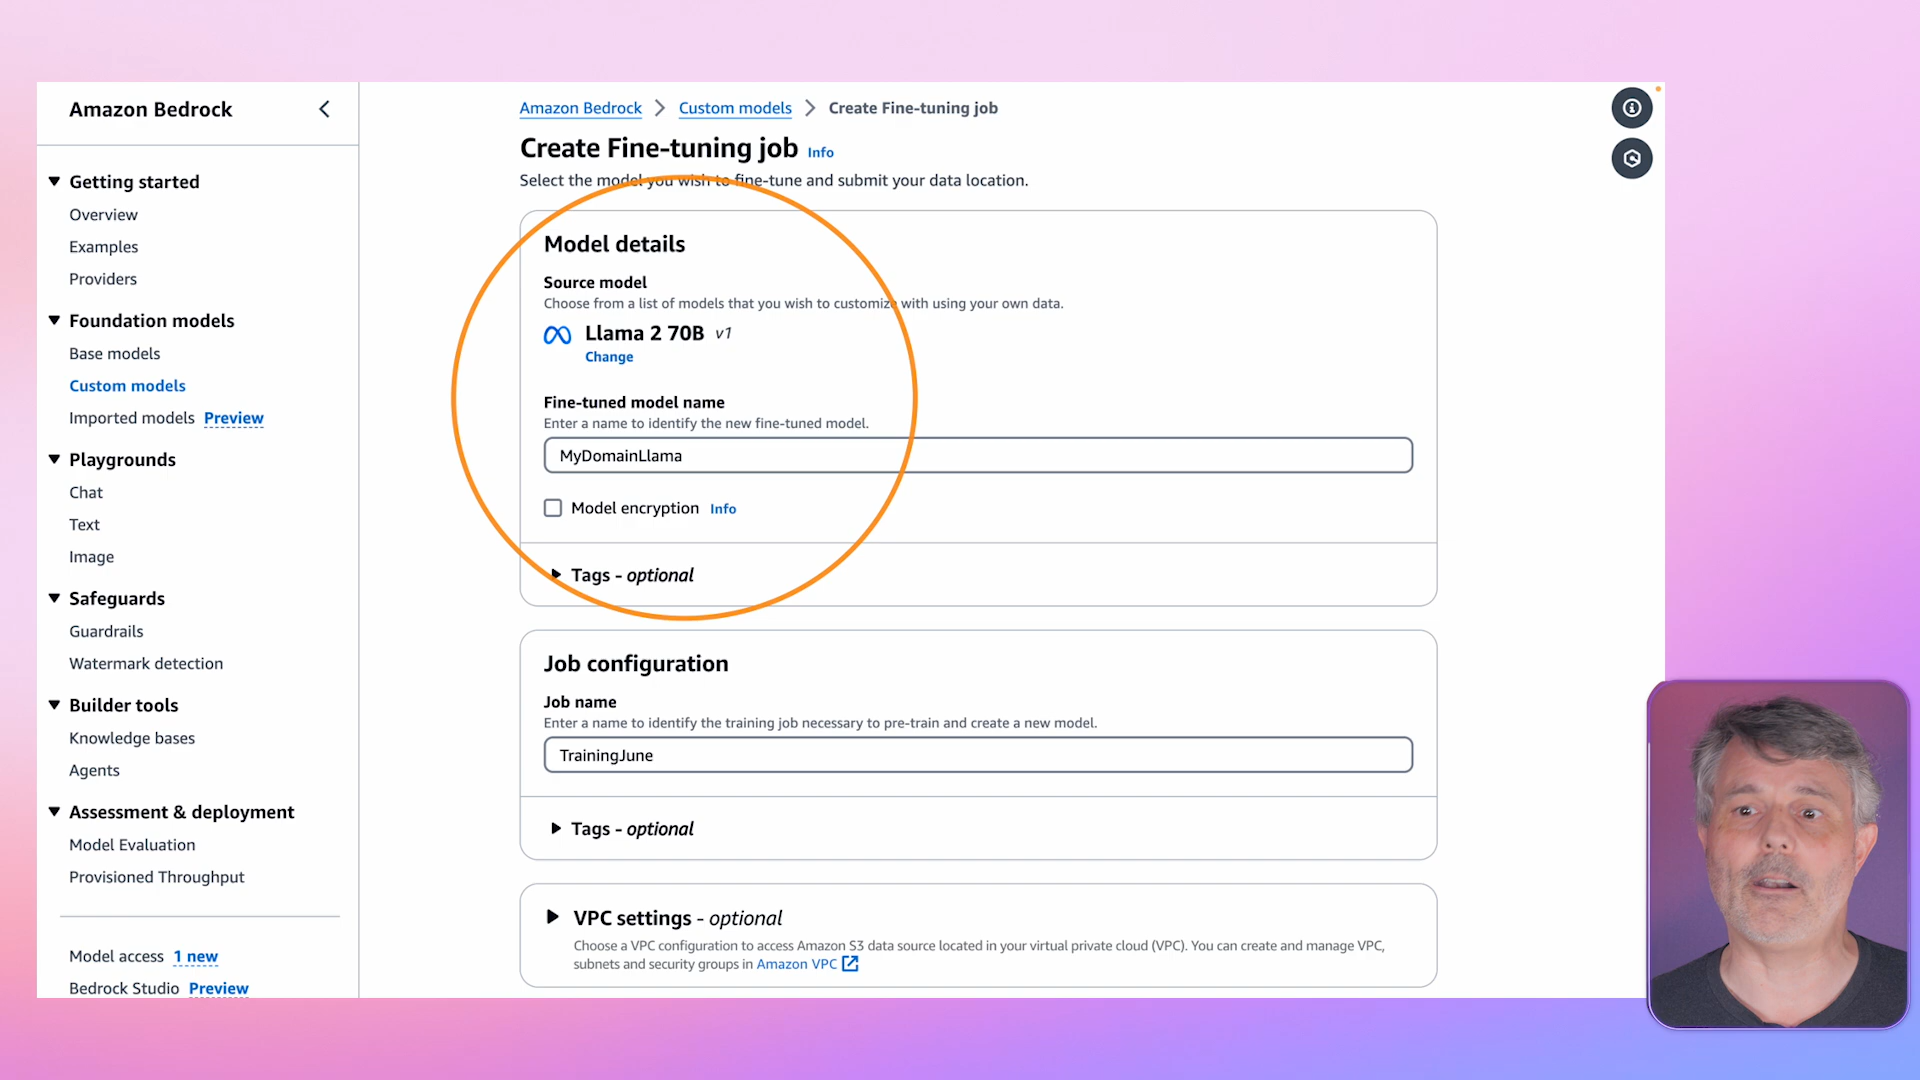 Amazon Bedrock
Getting started
Overview
Examples
Providers
Foundation models
Base models
Custom models
Imported models Preview
Playgrounds
Chat
Text
Image
Safeguards
Guardrails
Watermark detection
Builder tools
Knowledge bases
Agents
Assessment & deployment
Model Evaluation
Provisioned Throughput
Model access 1 new
Bedrock Studio Preview
Amazon Bedrock > Custom models > Create Fine-tuning job
Create Fine-tuning job Info
Select the model you wish to fine-tune and submit your data location.
Model details
Source model
Choose from a list of models that you wish to customize with using your own data.
Llama 2 70B v1
Change
Fine-tuned model name
Enter a name to identify the new fine-tuned model.
MyDomainLlama
Model encryption Info
Tags - optional
Job configuration
Job name
Enter a name to identify the training job necessary to pre-train and create a new model.
TrainingJune
Tags - optional
VPC settings - optional
Choose a VPC configuration to access Amazon S3 data source located in your virtual private cloud (VPC). You can create and manage VPC,
subnets and security groups in Amazon VPC